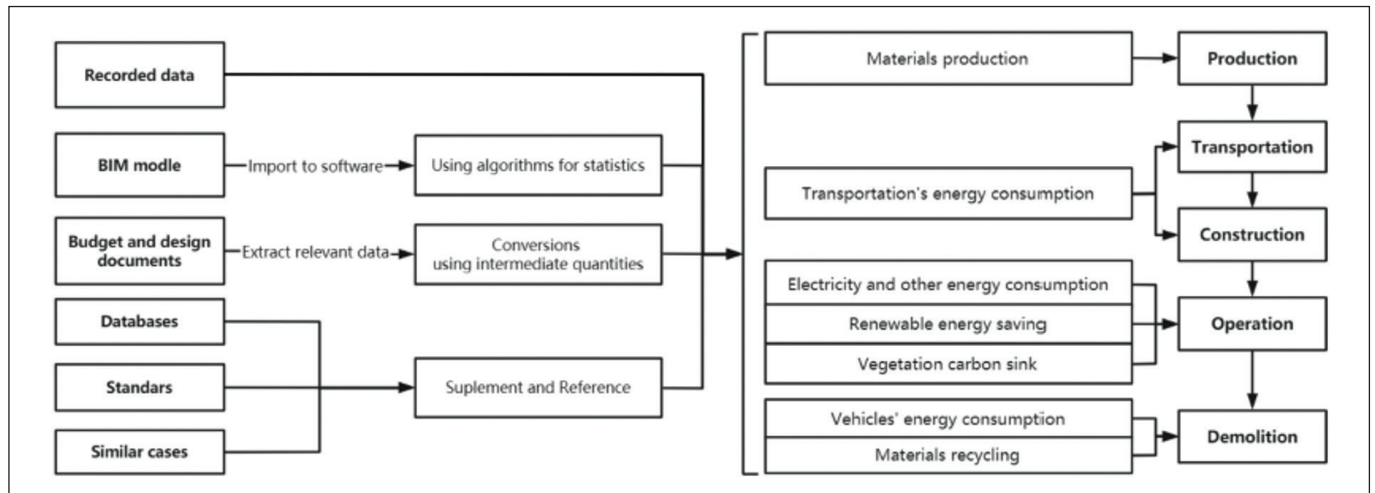 Recorded data
BIM modle
Import to software
Using algorithms for statistics
Budget and design
documents
Extract relevant data
Conversions
using intermediate quantities
Databases
Standars
Similar cases
Suplement and Reference
Materials production
Transportation's energy consumption
Electricity and other energy consumption
Renewable energy saving
Vegetation carbon sink
Vehicles' energy consumption
Materials recycling
Production
Transportation
Construction
Operation
Demolition